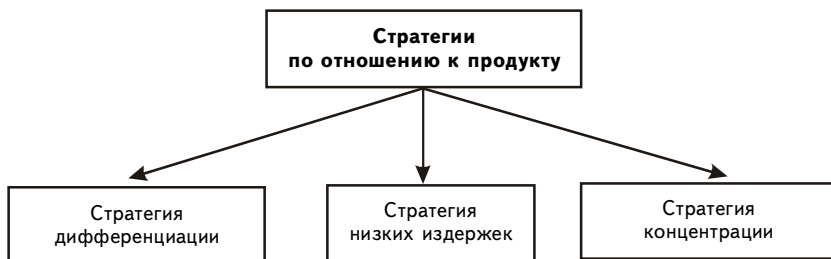 Стратегии
по отношению к продукту
Стратегия
дифференциации
Стратегия
низких издержек
Стратегия
концентрации